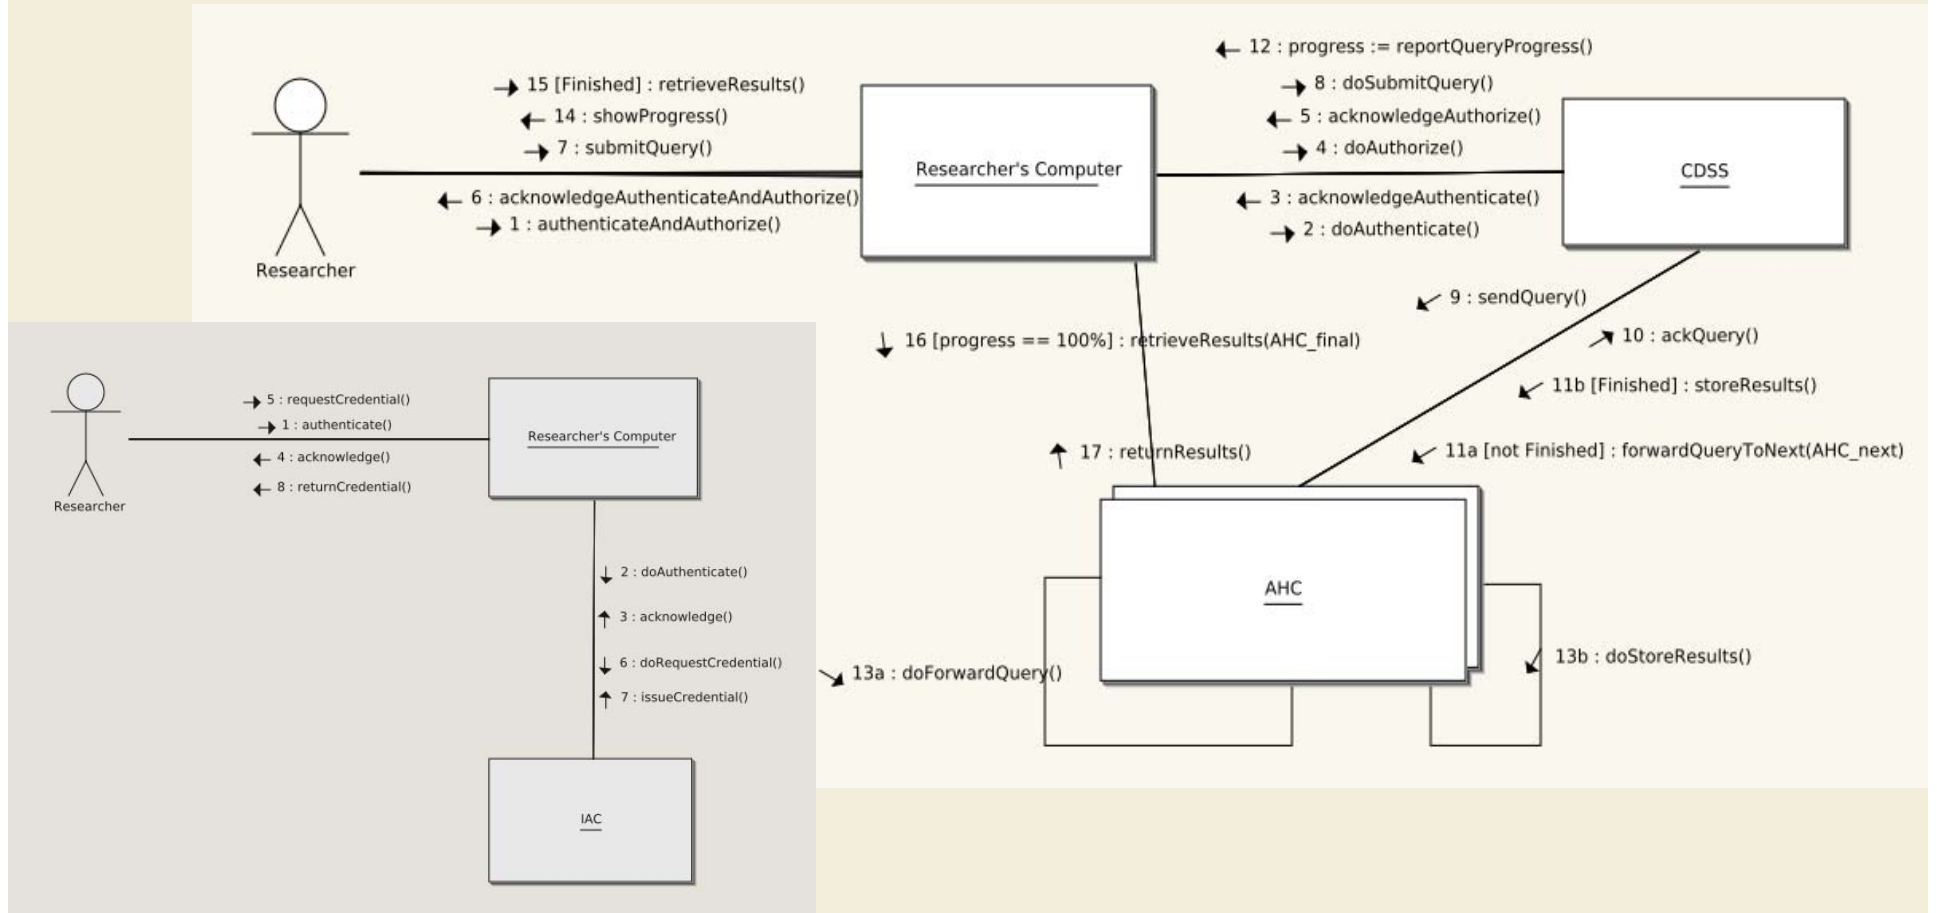 12 : progress := reportQueryProgress()
15 [Finished] : retrieveResults()
8 : doSubmitQuery()
14 : showProgress()
5 : acknowledgeAuthorize()
7 : submitQuery()
4 : doAuthorize()
Researcher's Computer
CDSS
6 : acknowledgeAuthenticateAndAuthorize()
3 : acknowledgeAuthenticate()
1 : authenticateAndAuthorize()
2 : doAuthenticate()
Researcher
9 : sendQuery()
16 [progress == 100%] : retrieveResults(AHC_final)
10 : ackQuery()
11b [Finished] : storeResults()
17 : returnResults()
11a [not Finished] : forwardQueryToNext(AHC_next)
AHC
13a : doForwardQuery()
13b : doStoreResults()
5 : requestCredential()
1 : authenticate()
Researcher's Computer
4 : acknowledge()
8 : returnCredential()
Researcher
2 : doAuthenticate()
3 : acknowledge()
6 : doRequestCredential()
7 : issueCredential()
IAC